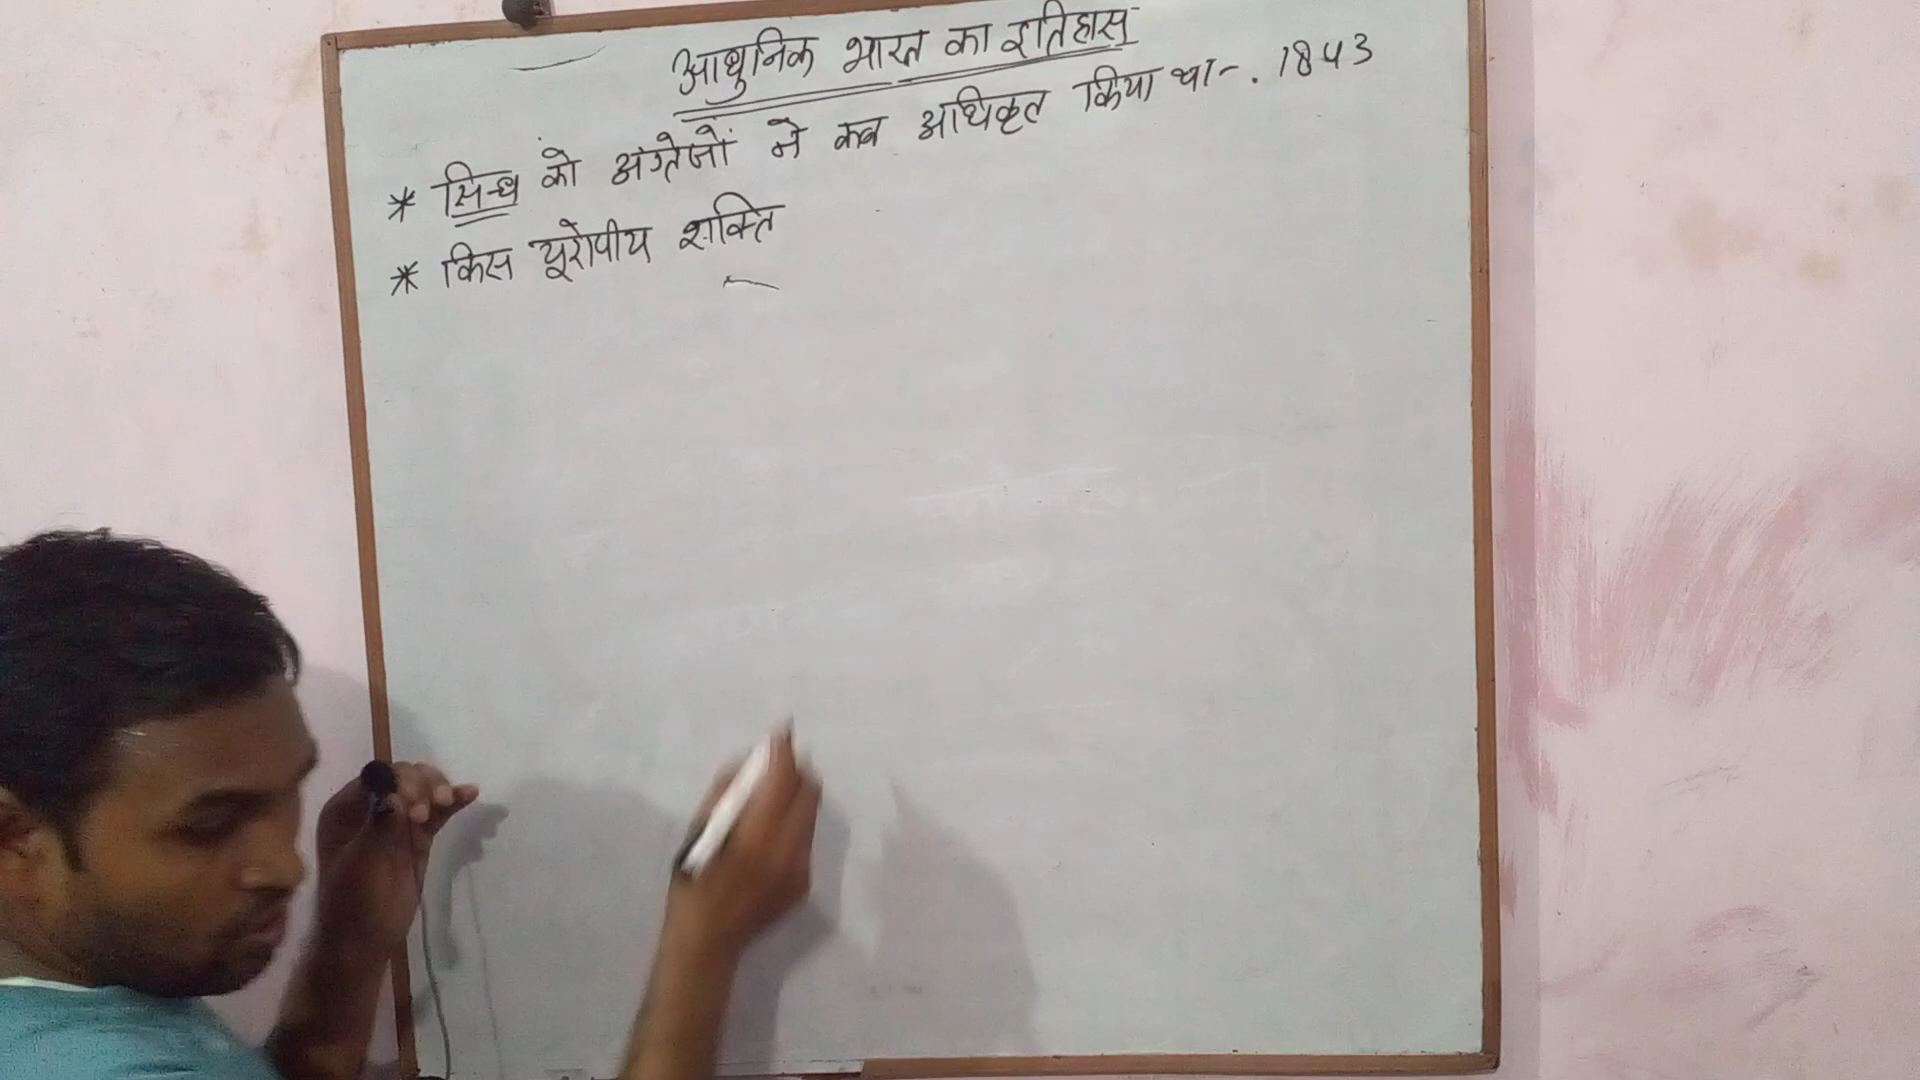 आधुनिक भारत का इतिहास
* सिन्ध को अंग्रेजों ने कब अधिकृत किया था-. 1843
* किस यूरोपीय शक्ति